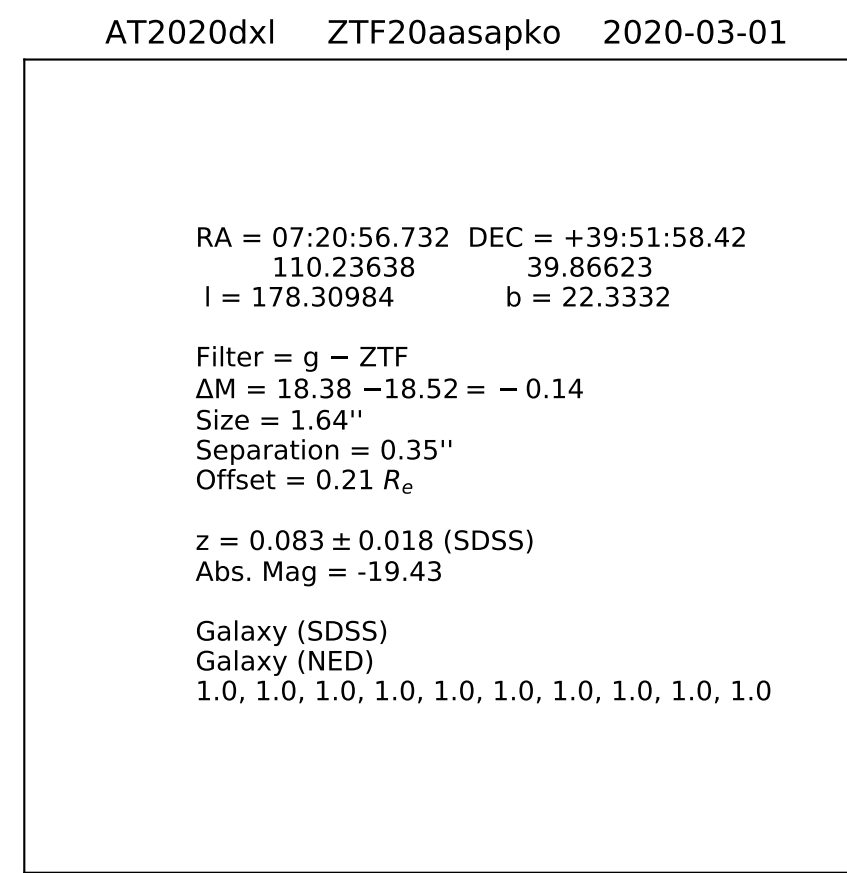 AT2020dxl ZTF20aasapko 2020-03-01
RA = 07:20:56.732 DEC = +39:51:58.42
110.23638 39.86623
l = 178.30984 b = 22.3332
Filter = g − ZTF
ΔM = 18.38 −18.52 = − 0.14
Size = 1.64''
Separation = 0.35''
Offset = 0.21 Rₑ
z = 0.083 ± 0.018 (SDSS)
Abs. Mag = -19.43
Galaxy (SDSS)
Galaxy (NED)
1.0, 1.0, 1.0, 1.0, 1.0, 1.0, 1.0, 1.0, 1.0, 1.0